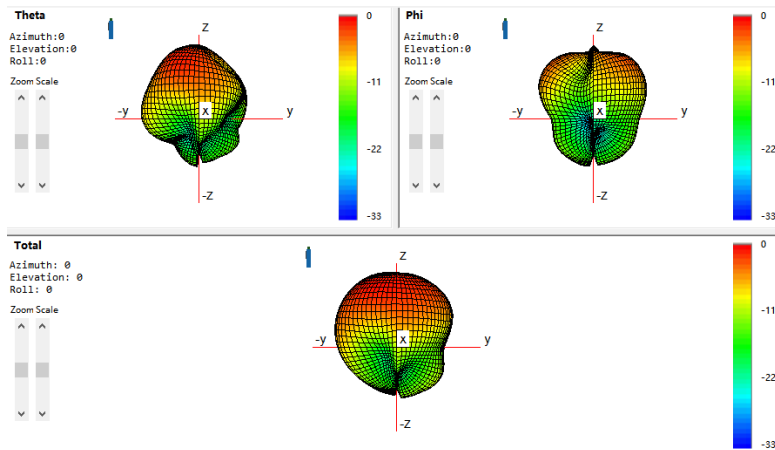 Theta
Azimuth:0
Elevation:0
Roll:0
Zoom Scale
Z
-y
x
y
-Z
0
-11
-22
-33
Phi
Azimuth:0
Elevation:0
Roll:0
Zoom Scale
Z
-y
x
y
-Z
0
-11
-22
-33
Total
Azimuth: 0
Elevation: 0
Roll: 0
Zoom Scale
Z
-y
x
y
-Z
0
-11
-22
-33